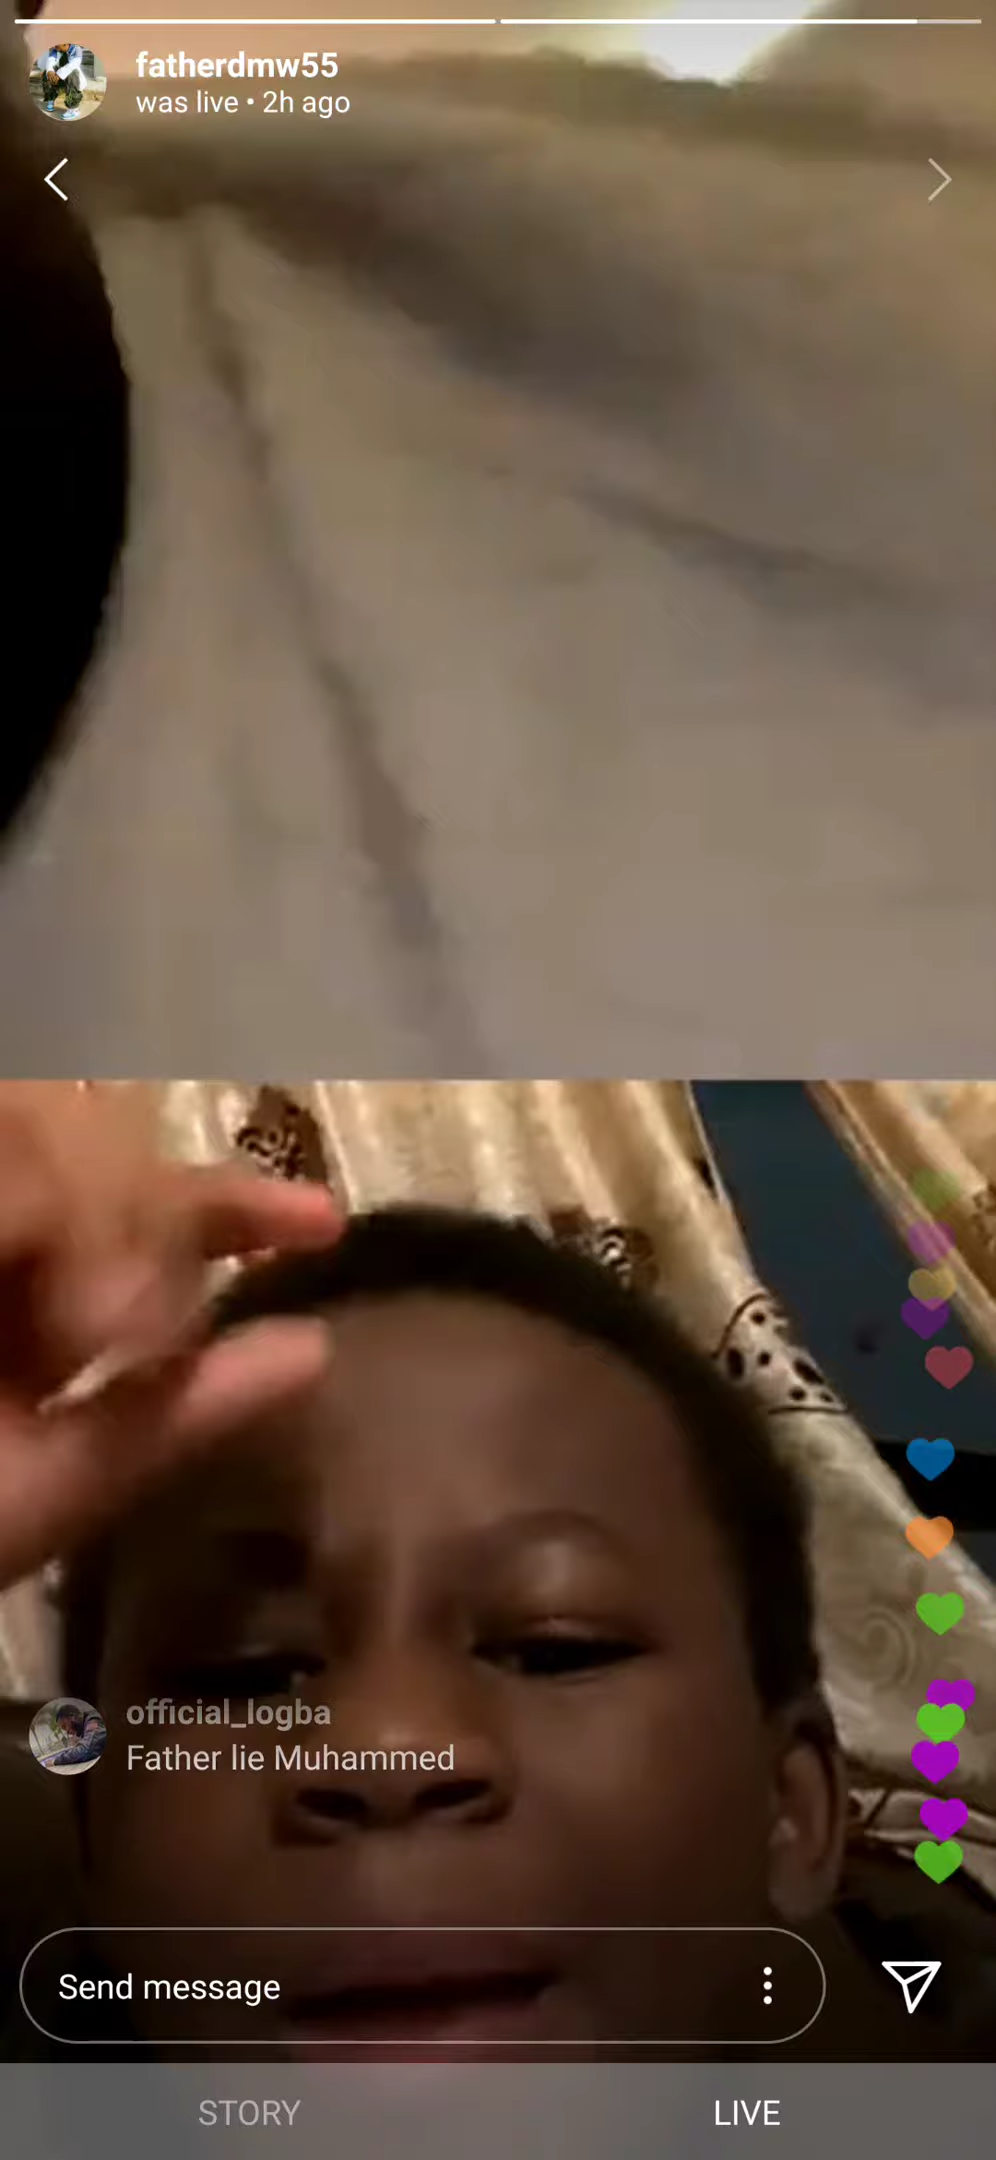 fatherdmw55
was live • 2h ago
official_logba
Father lie Muhammed
Send message
STORY
LIVE